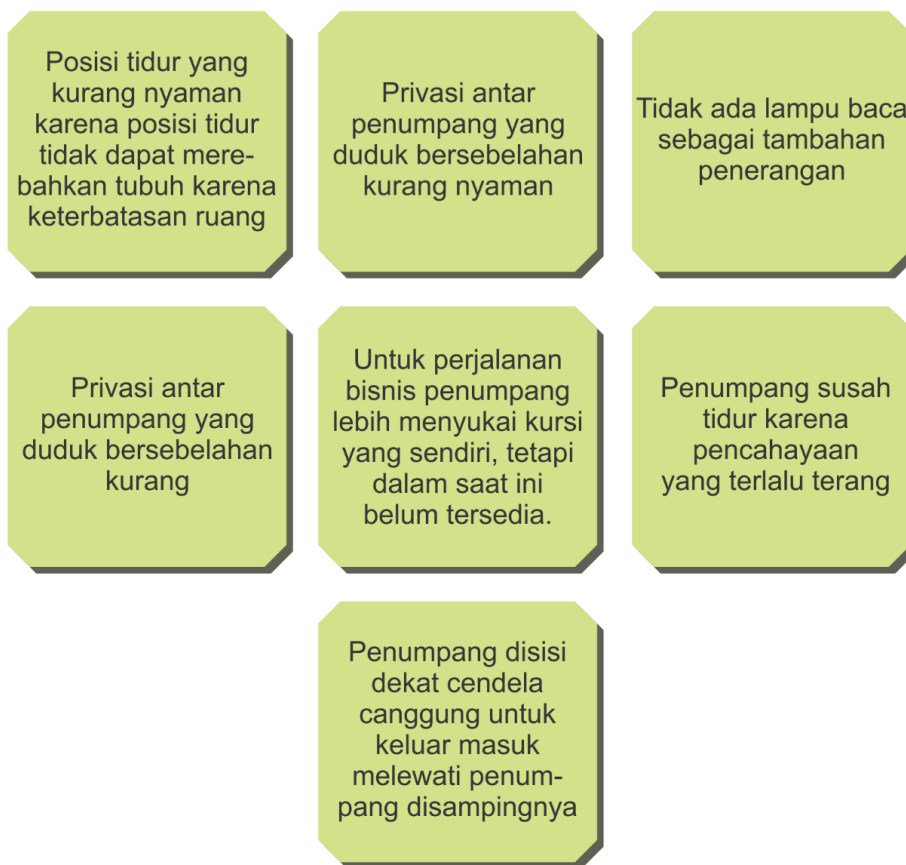 Posisi tidur yang
kurang nyaman
karena posisi tidur
tidak dapat mere-
bahkan tubuh karena
keterbatasan ruang
Privasi antar
penumpang yang
duduk bersebelahan
kurang nyaman
Tidak ada lampu baca
sebagai tambahan
penerangan
Privasi antar
penumpang yang
duduk bersebelahan
kurang
Untuk perjalanan
bisnis penumpang
lebih menyukai kursi
yang sendiri, tetapi
dalam saat ini
belum tersedia.
Penumpang susah
tidur karena
pencahayaan
yang terlalu terang
Penumpang disisi
dekat cendela
canggung untuk
keluar masuk
melewati penum-
pang disampingnya